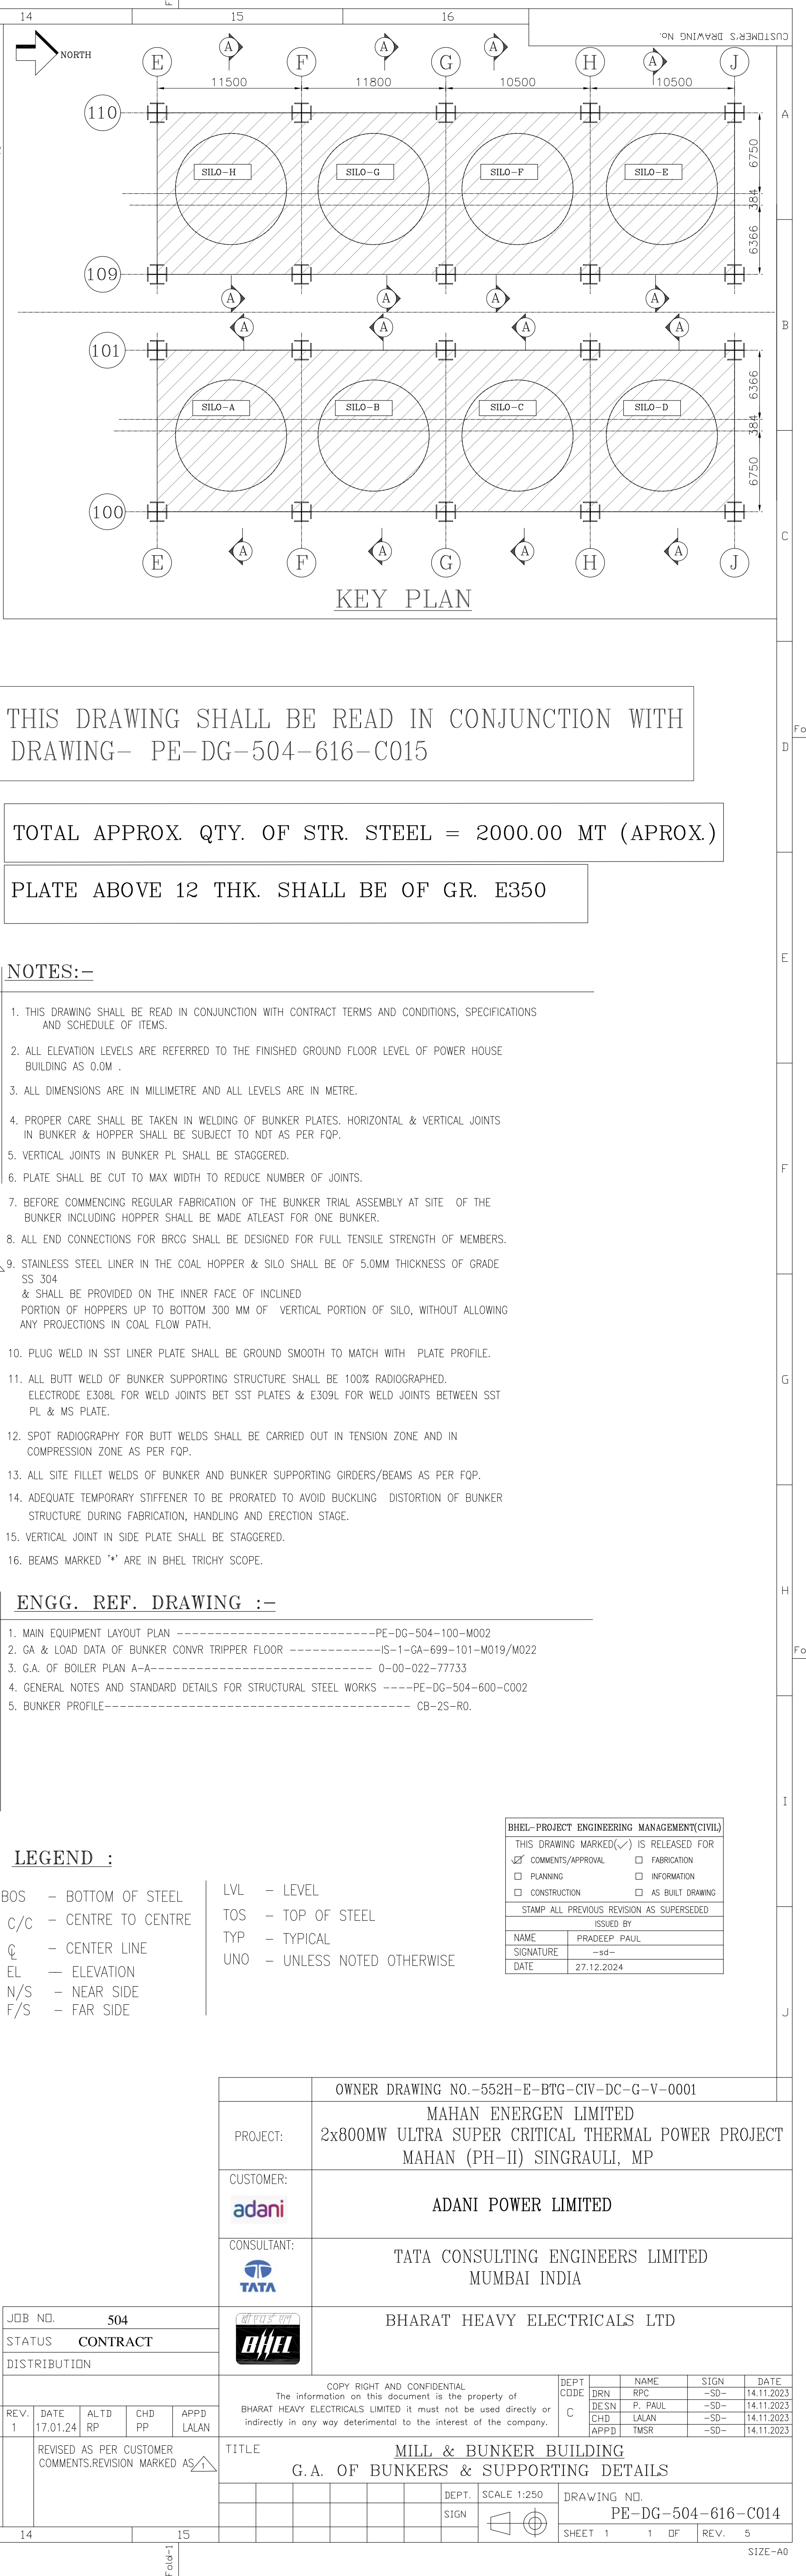 14 15 16
CUSTOMER'S DRAWING No.
NORTH
E A F A G A H A J
11500 11800 10500 10500
110
A
SILO-H SILO-G SILO-F SILO-E
6750
384
6366
109
A A A A
B
A A A A
101
6366
SILO-A SILO-B SILO-C SILO-D
384
6750
100
C
A A A A
E F G H J
KEY PLAN
THIS DRAWING SHALL BE READ IN CONJUNCTION WITH
DRAWING- PE-DG-504-616-C015
D
Fo
TOTAL APPROX. QTY. OF STR. STEEL = 2000.00 MT (APROX.)
PLATE ABOVE 12 THK. SHALL BE OF GR. E350
E
NOTES:-
1. THIS DRAWING SHALL BE READ IN CONJUNCTION WITH CONTRACT TERMS AND CONDITIONS, SPECIFICATIONS
AND SCHEDULE OF ITEMS.
2. ALL ELEVATION LEVELS ARE REFERRED TO THE FINISHED GROUND FLOOR LEVEL OF POWER HOUSE
BUILDING AS 0.0M .
3. ALL DIMENSIONS ARE IN MILLIMETRE AND ALL LEVELS ARE IN METRE.
4. PROPER CARE SHALL BE TAKEN IN WELDING OF BUNKER PLATES. HORIZONTAL & VERTICAL JOINTS
IN BUNKER & HOPPER SHALL BE SUBJECT TO NDT AS PER FQP.
5. VERTICAL JOINTS IN BUNKER PL SHALL BE STAGGERED.
F
6. PLATE SHALL BE CUT TO MAX WIDTH TO REDUCE NUMBER OF JOINTS.
7. BEFORE COMMENCING REGULAR FABRICATION OF THE BUNKER TRIAL ASSEMBLY AT SITE OF THE
BUNKER INCLUDING HOPPER SHALL BE MADE ATLEAST FOR ONE BUNKER.
8. ALL END CONNECTIONS FOR BRCG SHALL BE DESIGNED FOR FULL TENSILE STRENGTH OF MEMBERS.
9. STAINLESS STEEL LINER IN THE COAL HOPPER & SILO SHALL BE OF 5.0MM THICKNESS OF GRADE
SS 304
& SHALL BE PROVIDED ON THE INNER FACE OF INCLINED
PORTION OF HOPPERS UP TO BOTTOM 300 MM OF VERTICAL PORTION OF SILO, WITHOUT ALLOWING
ANY PROJECTIONS IN COAL FLOW PATH.
10. PLUG WELD IN SST LINER PLATE SHALL BE GROUND SMOOTH TO MATCH WITH PLATE PROFILE.
G
11. ALL BUTT WELD OF BUNKER SUPPORTING STRUCTURE SHALL BE 100% RADIOGRAPHED.
ELECTRODE E308L FOR WELD JOINTS BET SST PLATES & E309L FOR WELD JOINTS BETWEEN SST
PL & MS PLATE.
12. SPOT RADIOGRAPHY FOR BUTT WELDS SHALL BE CARRIED OUT IN TENSION ZONE AND IN
COMPRESSION ZONE AS PER FQP.
13. ALL SITE FILLET WELDS OF BUNKER AND BUNKER SUPPORTING GIRDERS/BEAMS AS PER FQP.
14. ADEQUATE TEMPORARY STIFFENER TO BE PRORATED TO AVOID BUCKLING DISTORTION OF BUNKER
STRUCTURE DURING FABRICATION, HANDLING AND ERECTION STAGE.
15. VERTICAL JOINT IN SIDE PLATE SHALL BE STAGGERED.
16. BEAMS MARKED '*' ARE IN BHEL TRICHY SCOPE.
H
ENGG. REF. DRAWING :-
1. MAIN EQUIPMENT LAYOUT PLAN --------------------------PE-DG-504-100-M002
2. GA & LOAD DATA OF BUNKER CONVR TRIPPER FLOOR ------------IS-1-GA-699-101-M019/M022
Fo
3. G.A. OF BOILER PLAN A-A----------------------------- 0-00-022-77733
4. GENERAL NOTES AND STANDARD DETAILS FOR STRUCTURAL STEEL WORKS ----PE-DG-504-600-C002
5. BUNKER PROFILE---------------------------------------- CB-2S-R0.
I
LEGEND :
BOS - BOTTOM OF STEEL
C/C - CENTRE TO CENTRE
℄ - CENTER LINE
EL — ELEVATION
N/S - NEAR SIDE
F/S - FAR SIDE
LVL - LEVEL
TOS - TOP OF STEEL
TYP - TYPICAL
UNO - UNLESS NOTED OTHERWISE
BHEL-PROJECT ENGINEERING MANAGEMENT(CIVIL)
THIS DRAWING MARKED(✓) IS RELEASED FOR
☑ COMMENTS/APPROVAL ☐ FABRICATION
☐ PLANNING ☐ INFORMATION
☐ CONSTRUCTION ☐ AS BUILT DRAWING
STAMP ALL PREVIOUS REVISION AS SUPERSEDED
ISSUED BY
NAME PRADEEP PAUL
SIGNATURE -sd-
DATE 27.12.2024
J
OWNER DRAWING NO.-552H-E-BTG-CIV-DC-G-V-0001
PROJECT:
MAHAN ENERGEN LIMITED
2x800MW ULTRA SUPER CRITICAL THERMAL POWER PROJECT
MAHAN (PH-II) SINGRAULI, MP
CUSTOMER:
adani
ADANI POWER LIMITED
CONSULTANT:
TATA
TATA CONSULTING ENGINEERS LIMITED
MUMBAI INDIA
JOB NO. 504
STATUS CONTRACT
DISTRIBUTION
BHEL
BHARAT HEAVY ELECTRICALS LTD
COPY RIGHT AND CONFIDENTIAL
The information on this document is the property of
BHARAT HEAVY ELECTRICALS LIMITED it must not be used directly or
indirectly in any way deterimental to the interest of the company.
DEPT CODE C
NAME SIGN DATE
DRN RPC -SD- 14.11.2023
DESN P. PAUL -SD- 14.11.2023
CHD LALAN -SD- 14.11.2023
APPD TMSR -SD- 14.11.2023
REV. DATE ALTD CHD APPD
1 17.01.24 RP PP LALAN
REVISED AS PER CUSTOMER
COMMENTS.REVISION MARKED AS 1
TITLE
MILL & BUNKER BUILDING
G.A. OF BUNKERS & SUPPORTING DETAILS
DEPT.
SIGN
SCALE 1:250
DRAWING NO.
PE-DG-504-616-C014
SHEET 1 1 OF REV. 5
14 15
Fold-1
SIZE-A0